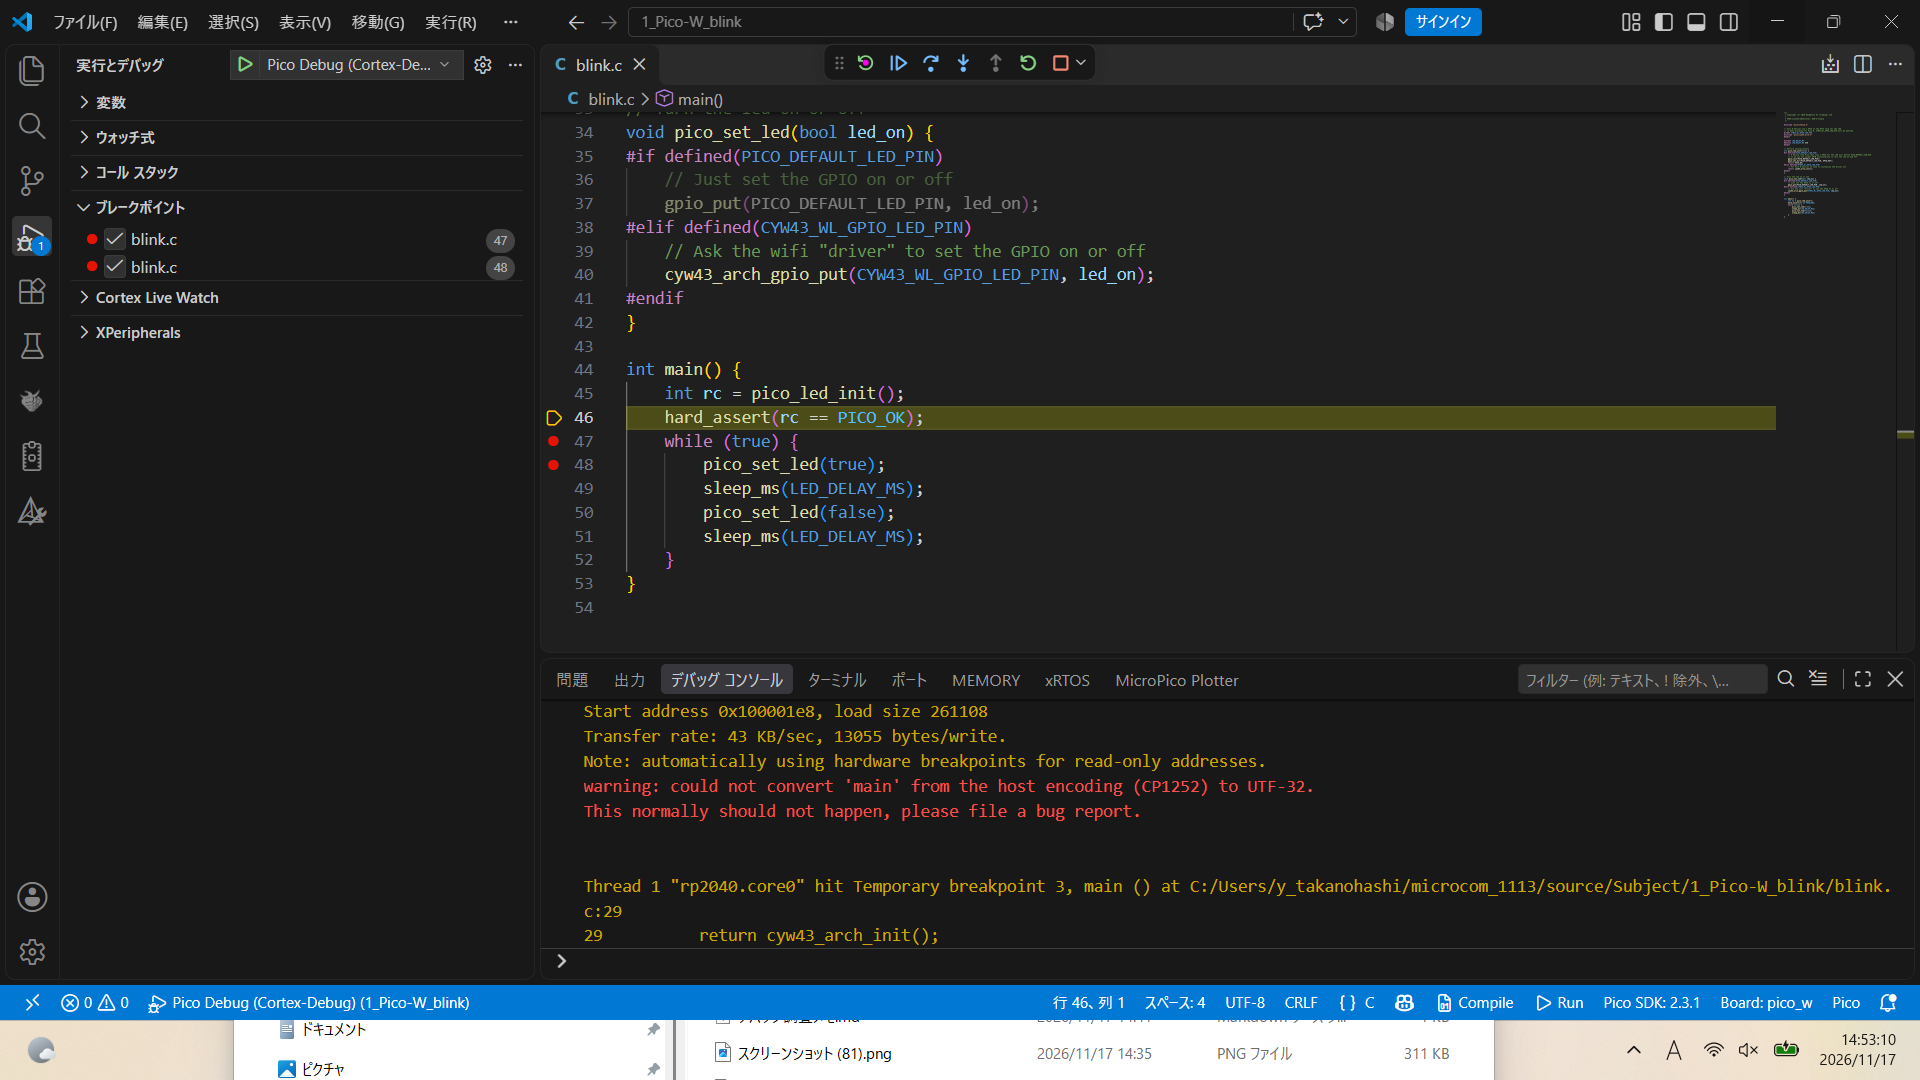 ファイル(F) 編集(E) 選択(S) 表示(V) 移動(G) 実行(R) ···
1_Pico-W_blink
サインイン
実行とデバッグ
Pico Debug (Cortex-De...
変数
ウォッチ式
コール スタック
ブレークポイント
blink.c 47
blink.c 48
Cortex Live Watch
XPeripherals
1
C blink.c
C blink.c > main()
34 void pico_set_led(bool led_on) {
35 #if defined(PICO_DEFAULT_LED_PIN)
36 // Just set the GPIO on or off
37 gpio_put(PICO_DEFAULT_LED_PIN, led_on);
38 #elif defined(CYW43_WL_GPIO_LED_PIN)
39 // Ask the wifi "driver" to set the GPIO on or off
40 cyw43_arch_gpio_put(CYW43_WL_GPIO_LED_PIN, led_on);
41 #endif
42 }
43
44 int main() {
45 int rc = pico_led_init();
46 hard_assert(rc == PICO_OK);
47 while (true) {
48 pico_set_led(true);
49 sleep_ms(LED_DELAY_MS);
50 pico_set_led(false);
51 sleep_ms(LED_DELAY_MS);
52 }
53 }
54
問題 出力 デバッグ コンソール ターミナル ポート MEMORY xRTOS MicroPico Plotter
フィルター (例: テキスト、! 除外、\...
Start address 0x100001e8, load size 261108
Transfer rate: 43 KB/sec, 13055 bytes/write.
Note: automatically using hardware breakpoints for read-only addresses.
warning: could not convert 'main' from the host encoding (CP1252) to UTF-32.
This normally should not happen, please file a bug report.
Thread 1 "rp2040.core0" hit Temporary breakpoint 3, main () at C:/Users/y_takanohashi/microcom_1113/source/Subject/1_Pico-W_blink/blink.
c:29
29 return cyw43_arch_init();
0 0 Pico Debug (Cortex-Debug) (1_Pico-W_blink)
行 46、列 1 スペース: 4 UTF-8 CRLF { } C Compile Run Pico SDK: 2.3.1 Board: pico_w Pico
ドキュメント
ピクチャ
スクリーンショット (81).png 2026/11/17 14:35 PNG ファイル 311 KB
A
14:53:10
2026/11/17